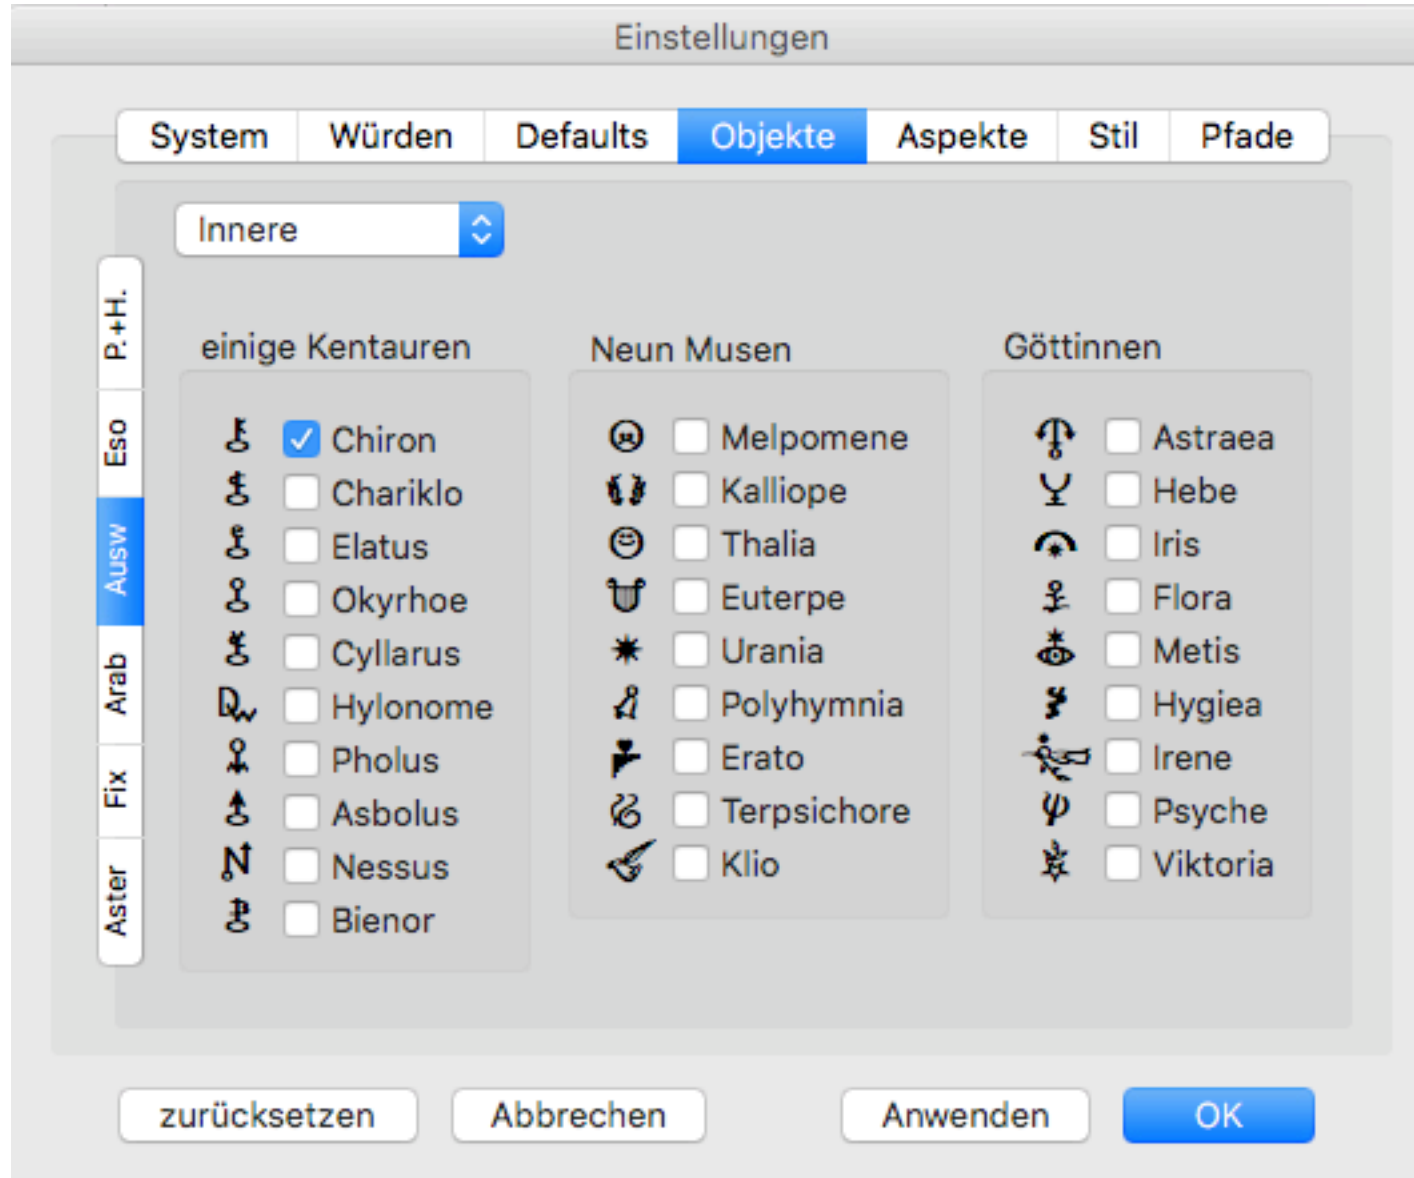 Einstellungen
System Würden Defaults Objekte Aspekte Stil Pfade
Innere
P.+H.
Eso
Ausw
Arab
Fix
Aster
einige Kentauren
Chiron
Chariklo
Elatus
Okyrhoe
Cyllarus
Hylonome
Pholus
Asbolus
Nessus
Bienor
Neun Musen
Melpomene
Kalliope
Thalia
Euterpe
Urania
Polyhymnia
Erato
Terpsichore
Klio
Göttinnen
Astraea
Hebe
Iris
Flora
Metis
Hygiea
Irene
Psyche
Viktoria
zurücksetzen Abbrechen Anwenden OK